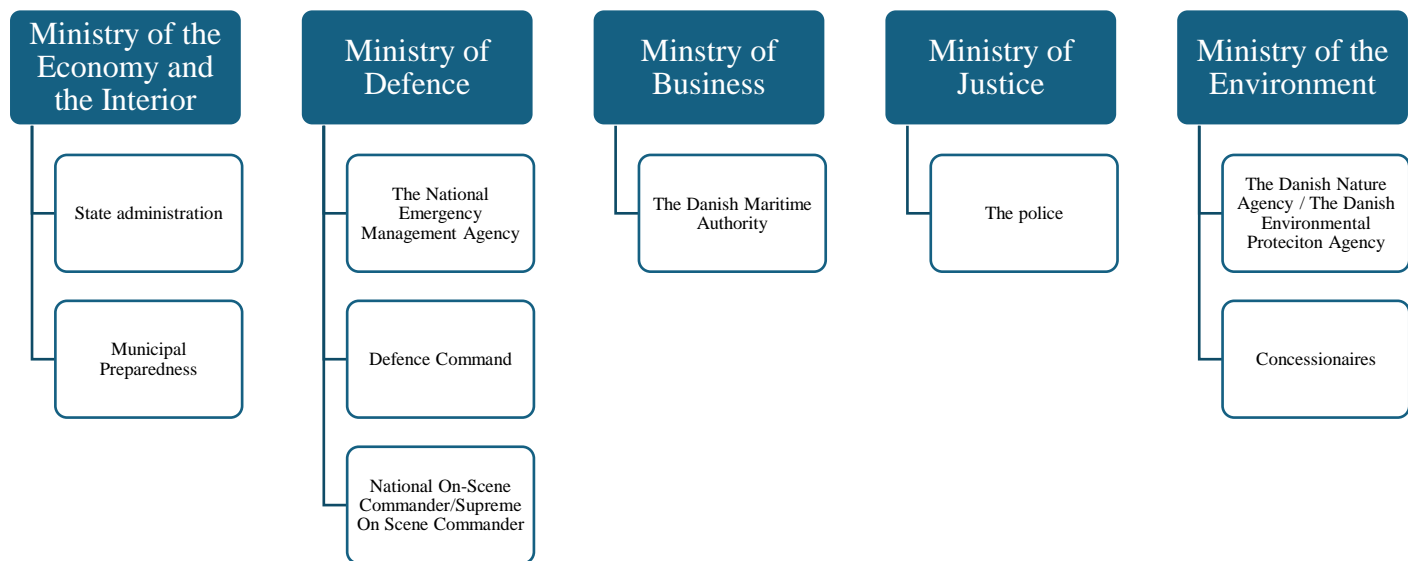 Ministry of the
Economy and
the Interior
State administration
Municipal
Preparedness
Ministry of
Defence
The National
Emergency
Management Agency
Defence Command
National On-Scene
Commander/Supreme
On Scene Commander
Minstry of
Business
The Danish Maritime
Authority
Ministry of
Justice
The police
Ministry of the
Environment
The Danish Nature
Agency / The Danish
Environmental
Proteciton Agency
Concessionaires